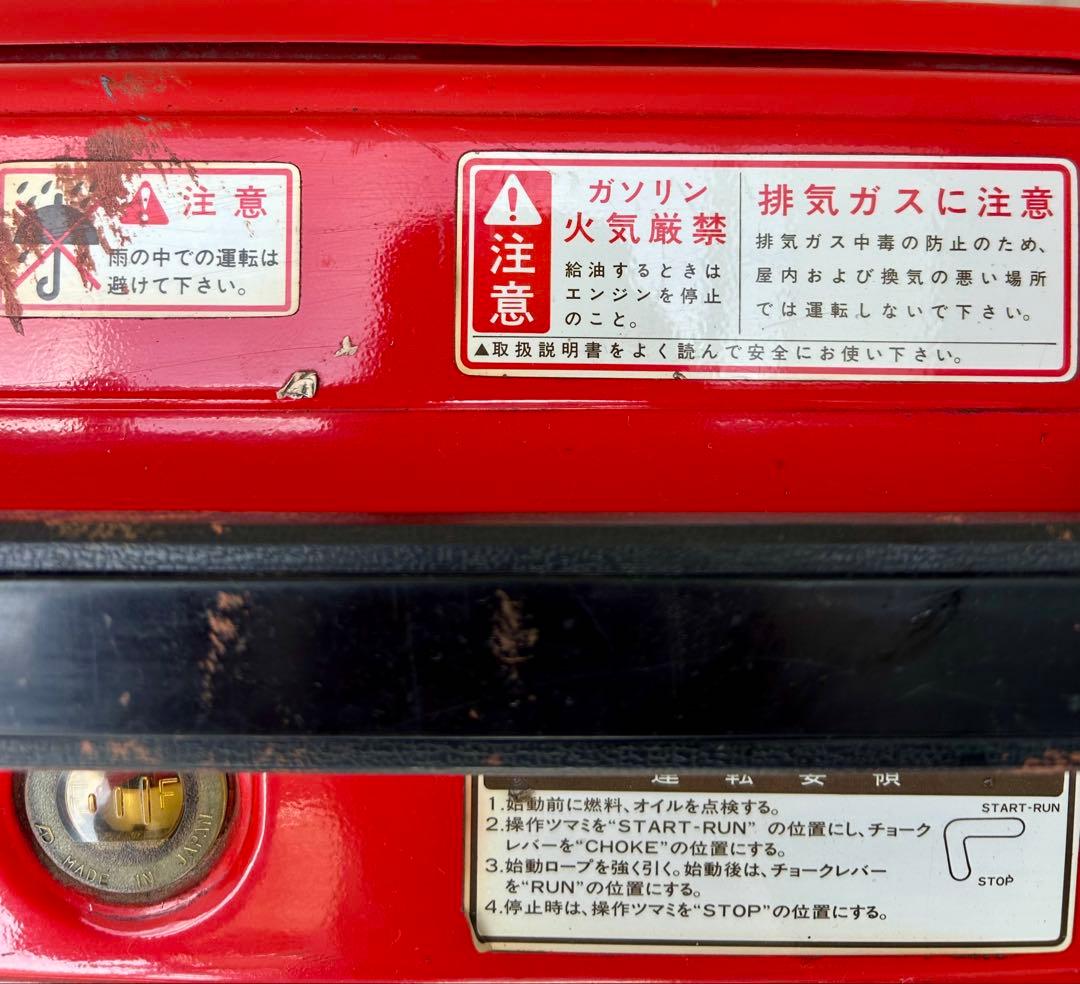 注意
雨の中での運転は
避けて下さい。
注意
ガソリン
火気厳禁
給油するときは
エンジンを停止
のこと。
排気ガスに注意
排気ガス中毒の防止のため、
屋内および換気の悪い場所
では運転しないで下さい。
▲取扱説明書をよく読んで安全にお使い下さい。
F
MADE IN JAPAN
運転要領
1.始動前に燃料、オイルを点検する。
2.操作ツマミを“START-RUN”の位置にし、チョーク
レバーを“CHOKE”の位置にする。
3.始動ロープを強く引く。始動後は、チョークレバー
を“RUN”の位置にする。
4.停止時は、操作ツマミを“STOP”の位置にする。
START-RUN
STOP